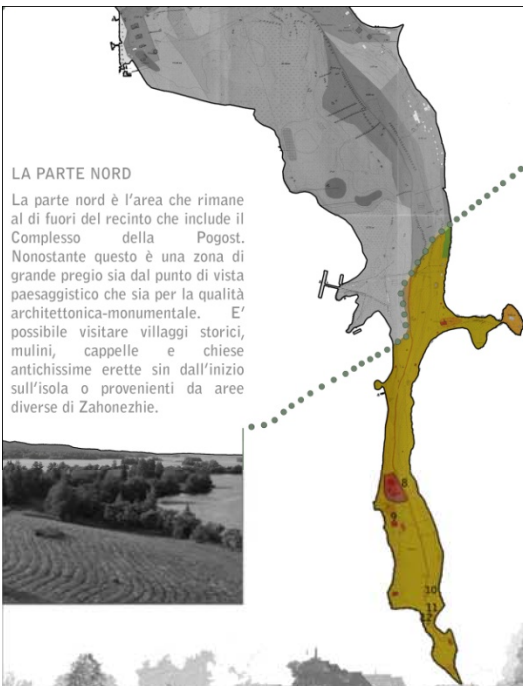 LA PARTE NORD
La parte nord è l'area che rimane
al di fuori del recinto che include il
Complesso della Pogost.
Nonostante questo è una zona di
grande pregio sia dal punto di vista
paesaggistico che sia per la qualità
architettonica-monumentale. E'
possibile visitare villaggi storici,
mulini, cappelle e chiese
antichissime erette sin dall'inizio
sull'isola o provenienti da aree
diverse di Zahonezhie.
8
9
10
11
12